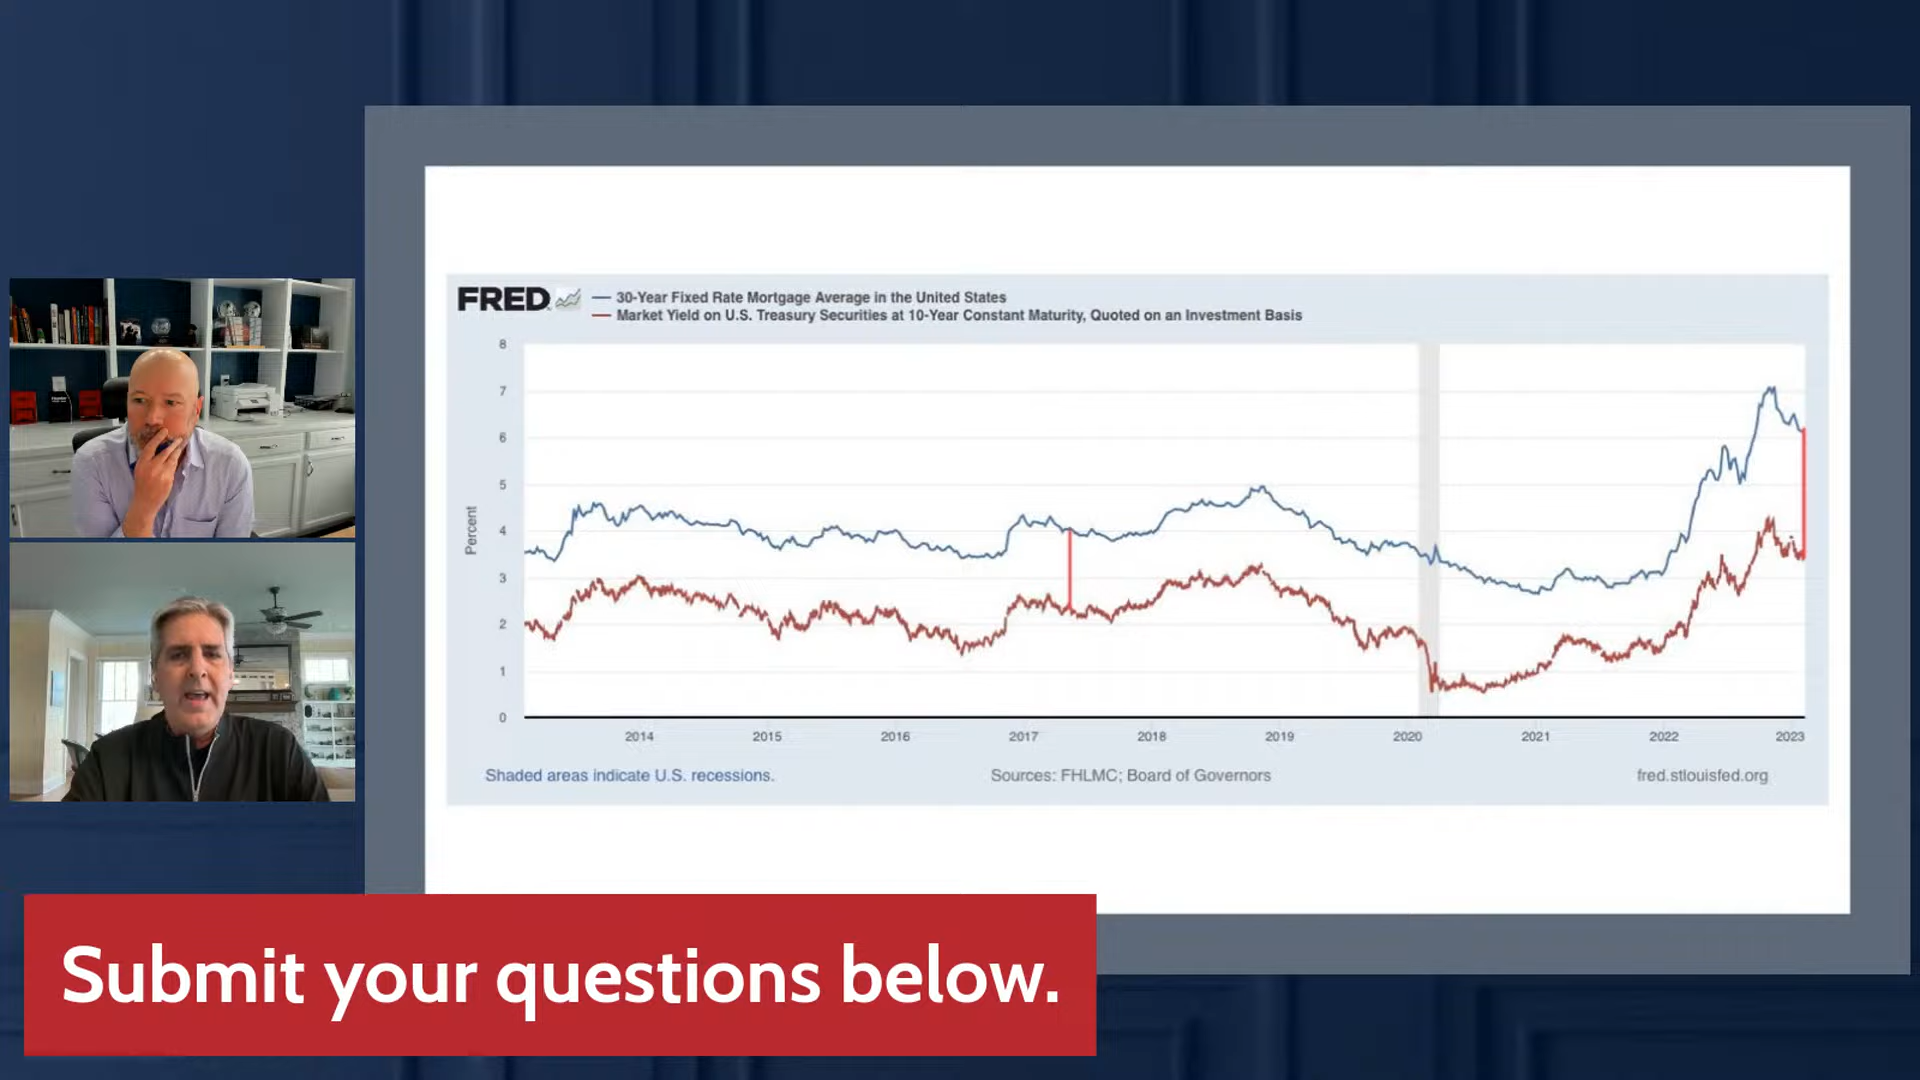 FRED
30-Year Fixed Rate Mortgage Average in the United States
Market Yield on U.S. Treasury Securities at 10-Year Constant Maturity, Quoted on an Investment Basis
8
7
6
5
4
3
2
1
0
Percent
2014 2015 2016 2017 2018 2019 2020 2021 2022 2023
Shaded areas indicate U.S. recessions. Sources: FHLMC; Board of Governors fred.stlouisfed.org
Submit your questions below.